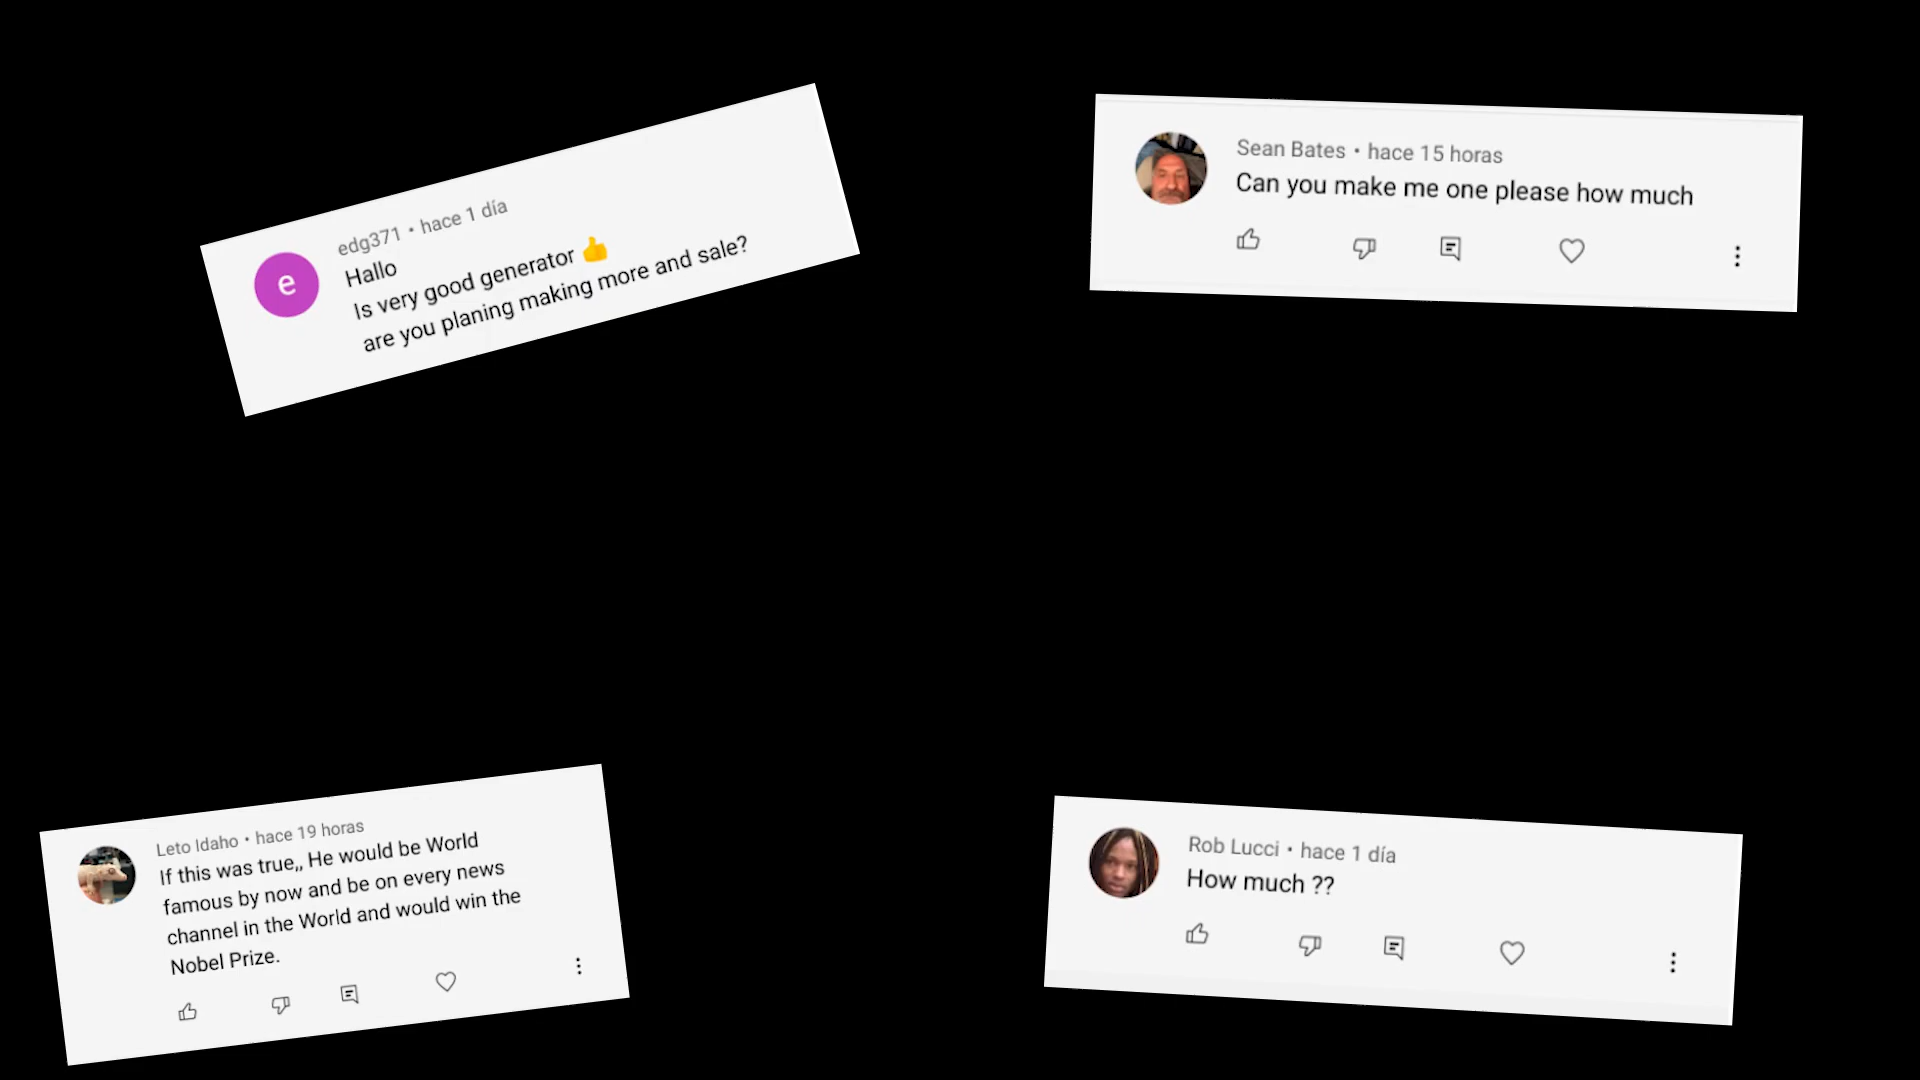 edg371 • hace 1 día
Hallo
Is very good generator 👍
are you planing making more and sale?
Sean Bates • hace 15 horas
Can you make me one please how much
Leto Idaho • hace 19 horas
If this was true,, He would be World
famous by now and be on every news
channel in the World and would win the
Nobel Prize.
Rob Lucci • hace 1 día
How much ??